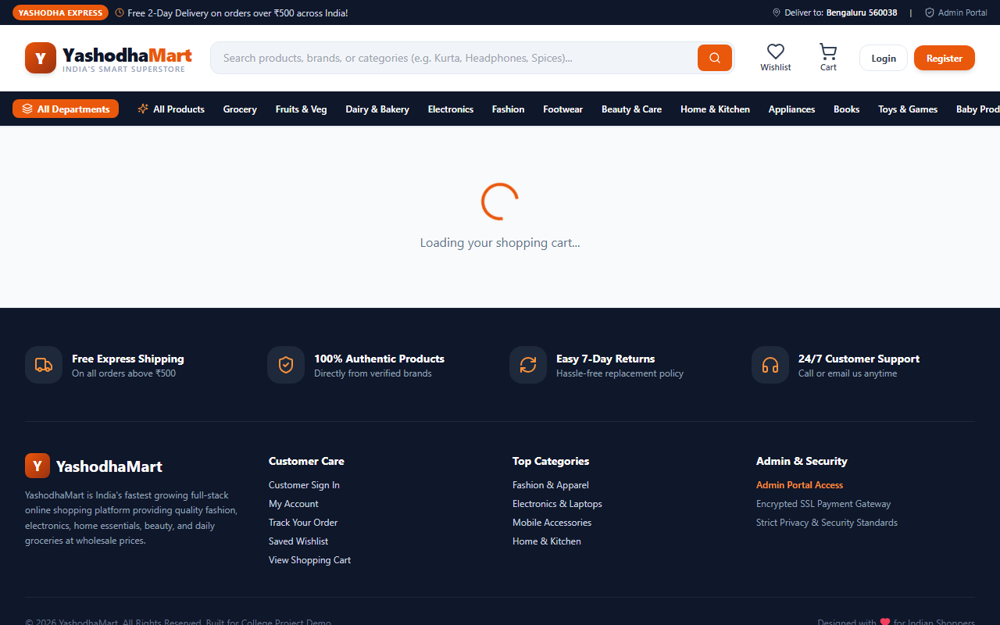 YASHODHA EXPRESS Free 2-Day Delivery on orders over ₹500 across India! Deliver to: Bengaluru 560038 | Admin Portal
Y YashodhaMart
INDIA'S SMART SUPERSTORE
Search products, brands, or categories (e.g. Kurta, Headphones, Spices)...
Wishlist Cart Login Register
All Departments All Products Grocery Fruits & Veg Dairy & Bakery Electronics Fashion Footwear Beauty & Care Home & Kitchen Appliances Books Toys & Games Baby Prod
Loading your shopping cart...
Free Express Shipping
On all orders above ₹500
100% Authentic Products
Directly from verified brands
Easy 7-Day Returns
Hassle-free replacement policy
24/7 Customer Support
Call or email us anytime
Y YashodhaMart
YashodhaMart is India's fastest growing full-stack
online shopping platform providing quality fashion,
electronics, home essentials, beauty, and daily
groceries at wholesale prices.
Customer Care
Customer Sign In
My Account
Track Your Order
Saved Wishlist
View Shopping Cart
Top Categories
Fashion & Apparel
Electronics & Laptops
Mobile Accessories
Home & Kitchen
Admin & Security
Admin Portal Access
Encrypted SSL Payment Gateway
Strict Privacy & Security Standards
© 2026 YashodhaMart. All Rights Reserved. Built for College Project Demo.
Designed with ❤ for Indian Shoppers